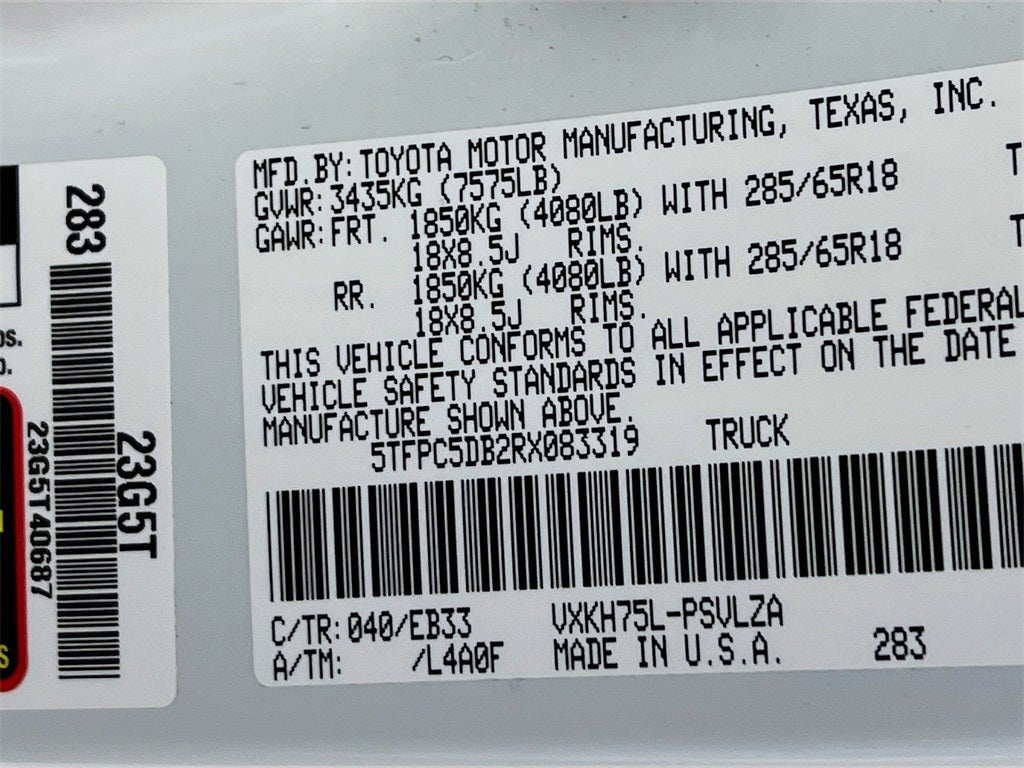 283
23G5T
23G5T40687
MFD.BY:TOYOTA MOTOR MANUFACTURING, TEXAS, INC.
GVWR:3435KG (7575LB)
GAWR:FRT. 1850KG (4080LB) WITH 285/65R18 T
18X8.5J RIMS.
RR. 1850KG (4080LB) WITH 285/65R18 T
18X8.5J RIMS.
THIS VEHICLE CONFORMS TO ALL APPLICABLE FEDERAL
VEHICLE SAFETY STANDARDS IN EFFECT ON THE DATE
MANUFACTURE SHOWN ABOVE.
5TFPC5DB2RX083319 TRUCK
C/TR:040/EB33 VXKH75L-PSVLZA
A/TM: /L4A0F MADE IN U.S.A. 283